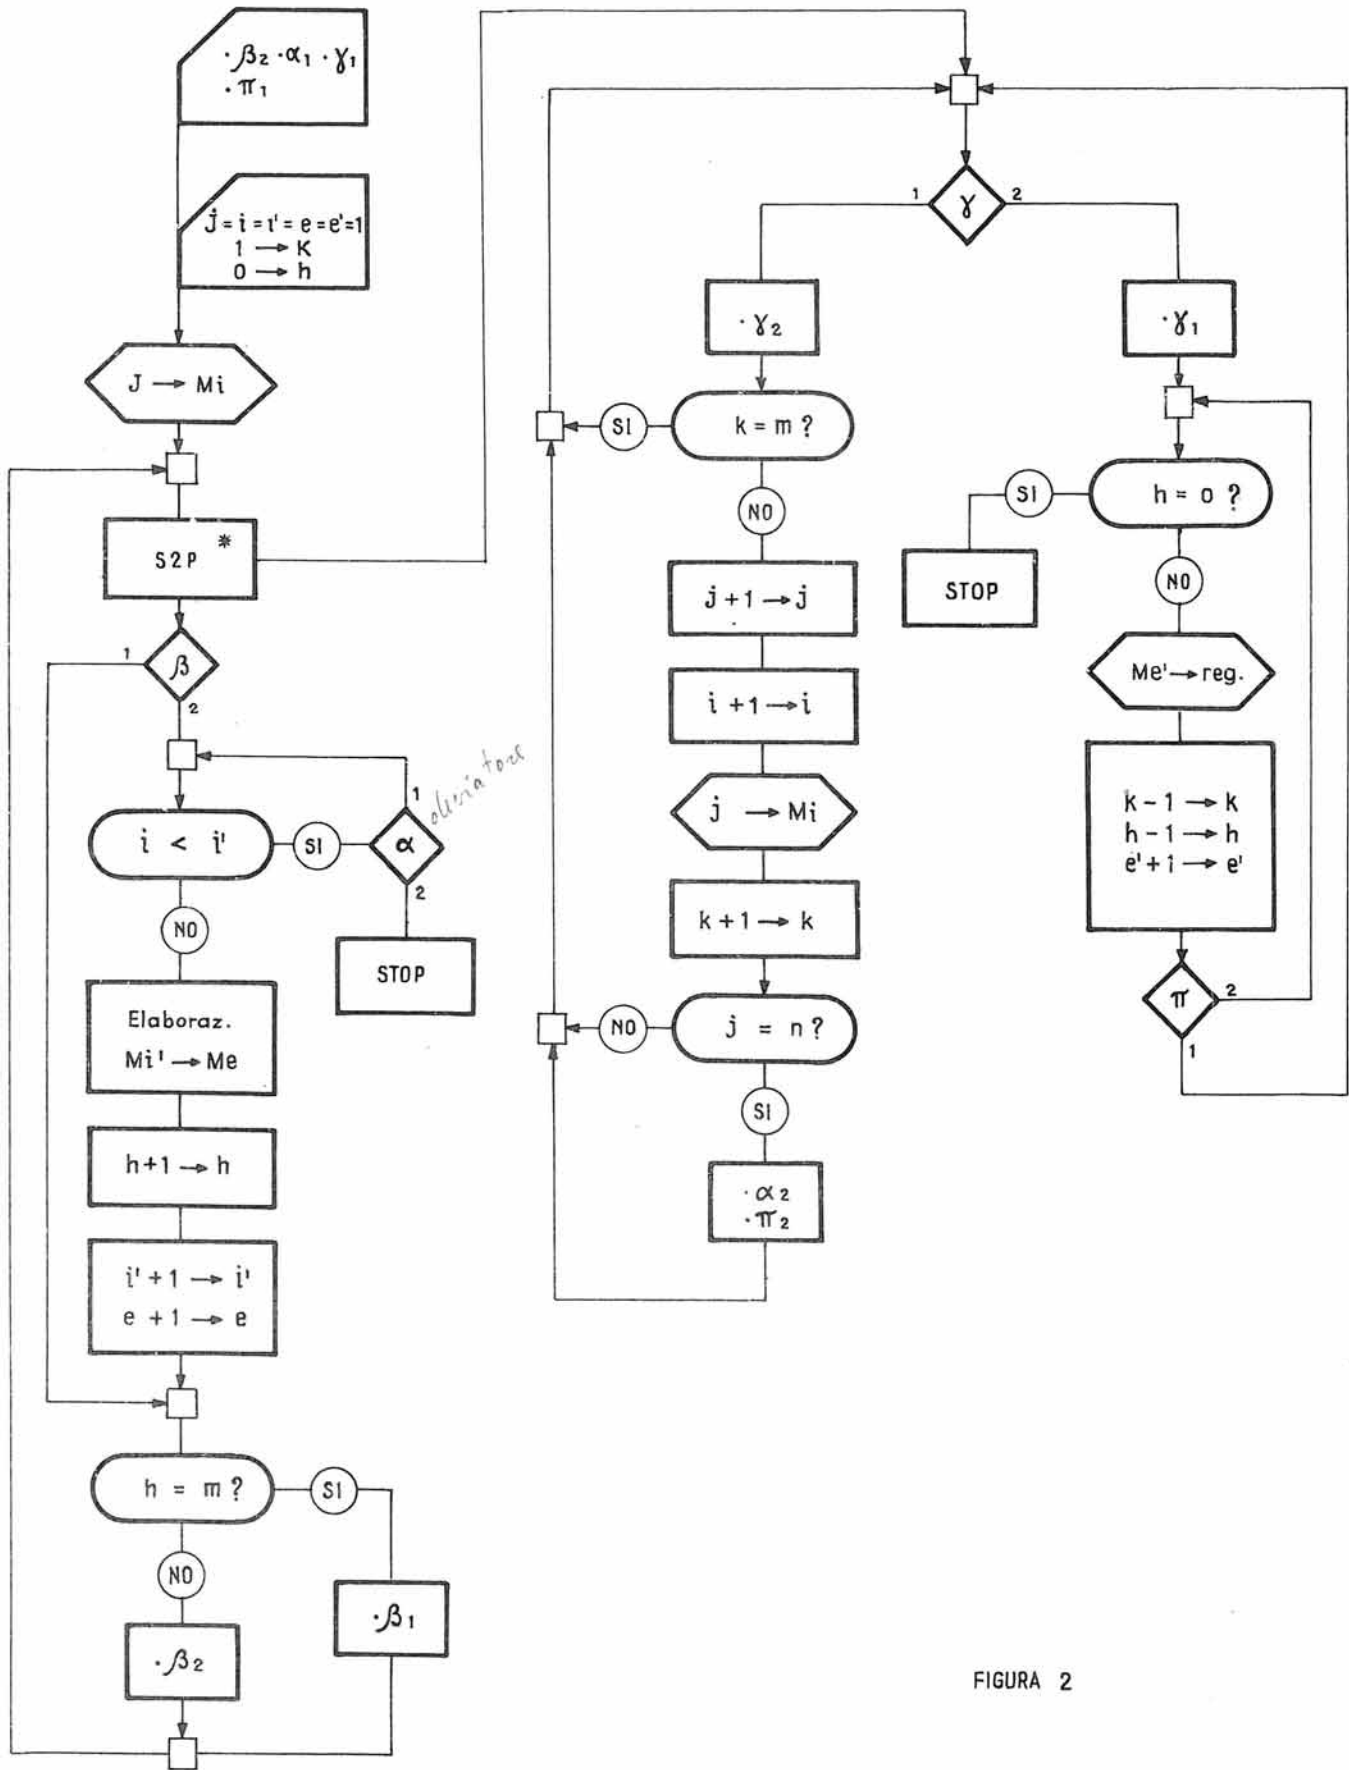 · β₂ · α₁ · γ₁
· π₁
j = i = i' = e = e' = 1
1 → K
0 → h
J → Mi
S2P *
β
1
2
i < i'
SI
α
1
2
STOP
NO
Elaboraz.
Mi' → Me
h+1 → h
i' + 1 → i'
e + 1 → e
h = m ?
SI
NO
· β₁
· β₂
γ
1
2
· γ₂
k = m ?
SI
NO
j + 1 → j
i + 1 → i
j → Mi
k + 1 → k
j = n ?
NO
SI
· α₂
· π₂
· γ₁
h = o ?
SI
STOP
NO
Me' → reg.
k - 1 → k
h - 1 → h
e' + 1 → e'
π
2
1
FIGURA 2